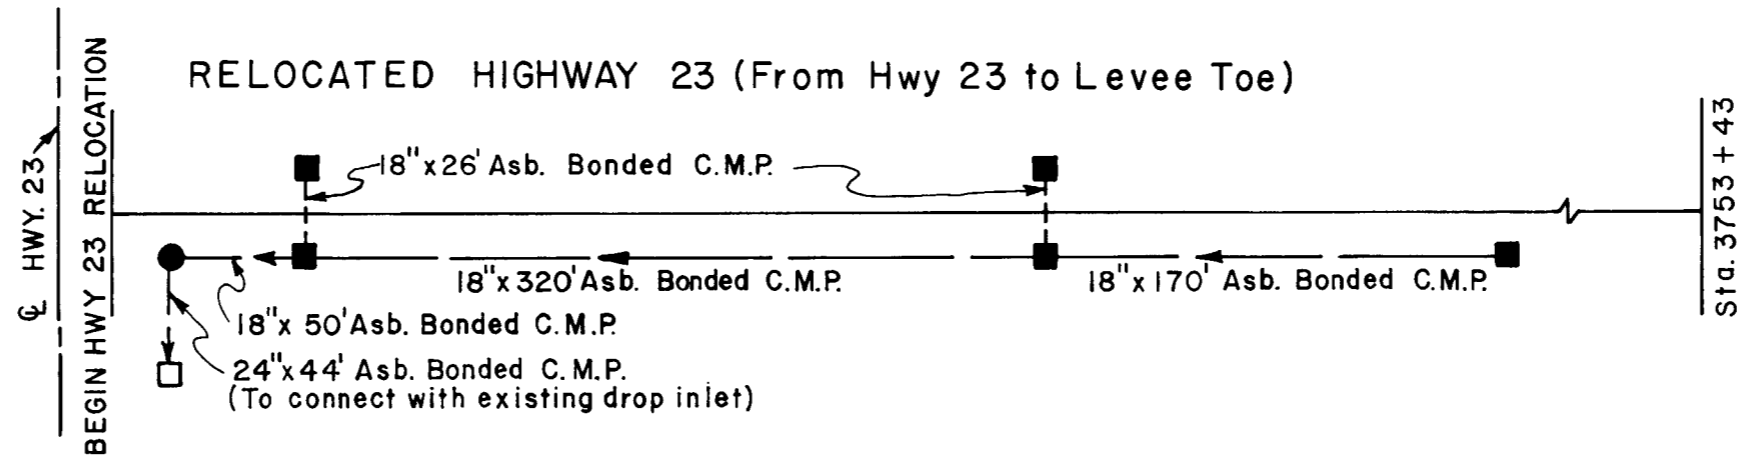 RELOCATED HIGHWAY 23 (From Hwy 23 to Levee Toe)
℄ HWY. 23
BEGIN HWY 23 RELOCATION
18"x26' Asb. Bonded C.M.P.
18"x320' Asb. Bonded C.M.P.
18"x170' Asb. Bonded C.M.P.
18"x 50' Asb. Bonded C.M.P.
24"x44' Asb. Bonded C.M.P.
(To connect with existing drop inlet)
Sta. 3753 + 43